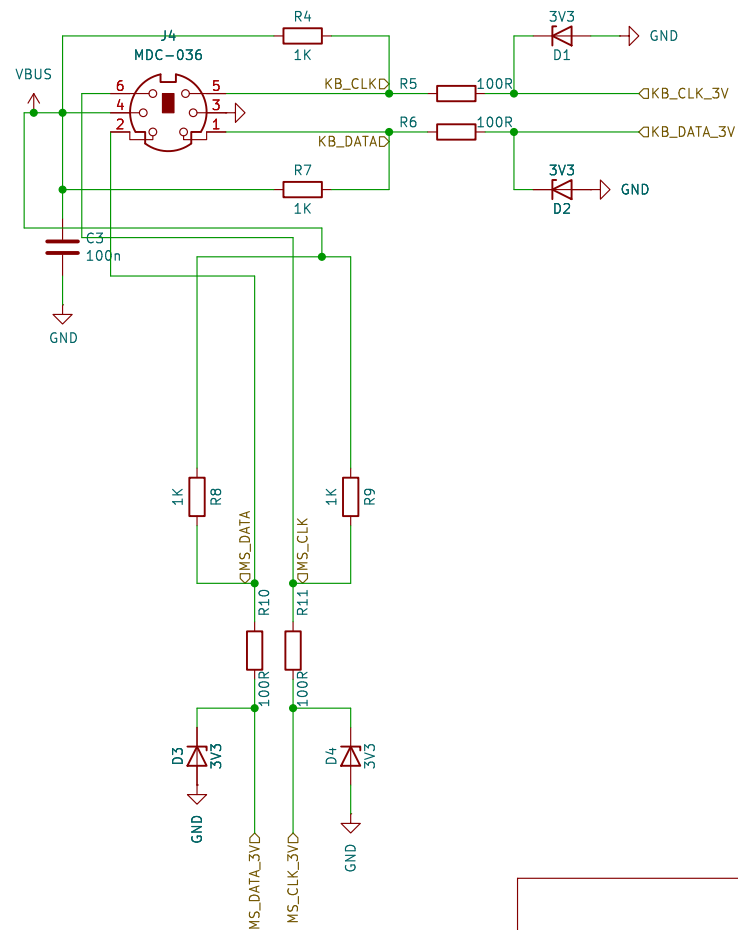 R4
1K
J4
MDC-036
VBUS
6
5
4
3
2
1
KB_CLK
R5
100R
3V3
D1
GND
KB_CLK_3V
KB_DATA
R6
100R
KB_DATA_3V
R7
1K
3V3
D2
GND
C3
100n
GND
1K
R8
1K
R9
MS_DATA
MS_CLK
R10
R11
100R
100R
D3
3V3
D4
3V3
GND
GND
MS_DATA_3V
MS_CLK_3V